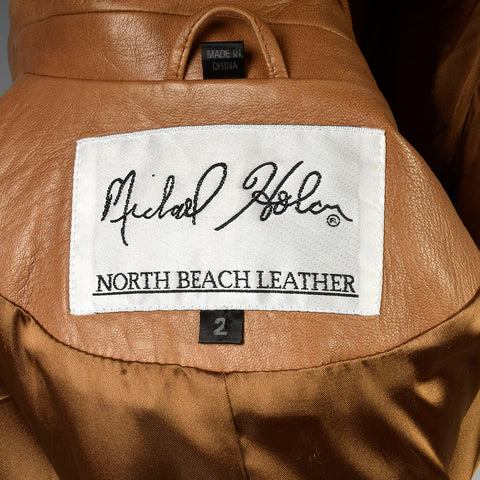 MADE IN
CHINA
Michael Hoban ®
NORTH BEACH LEATHER
2